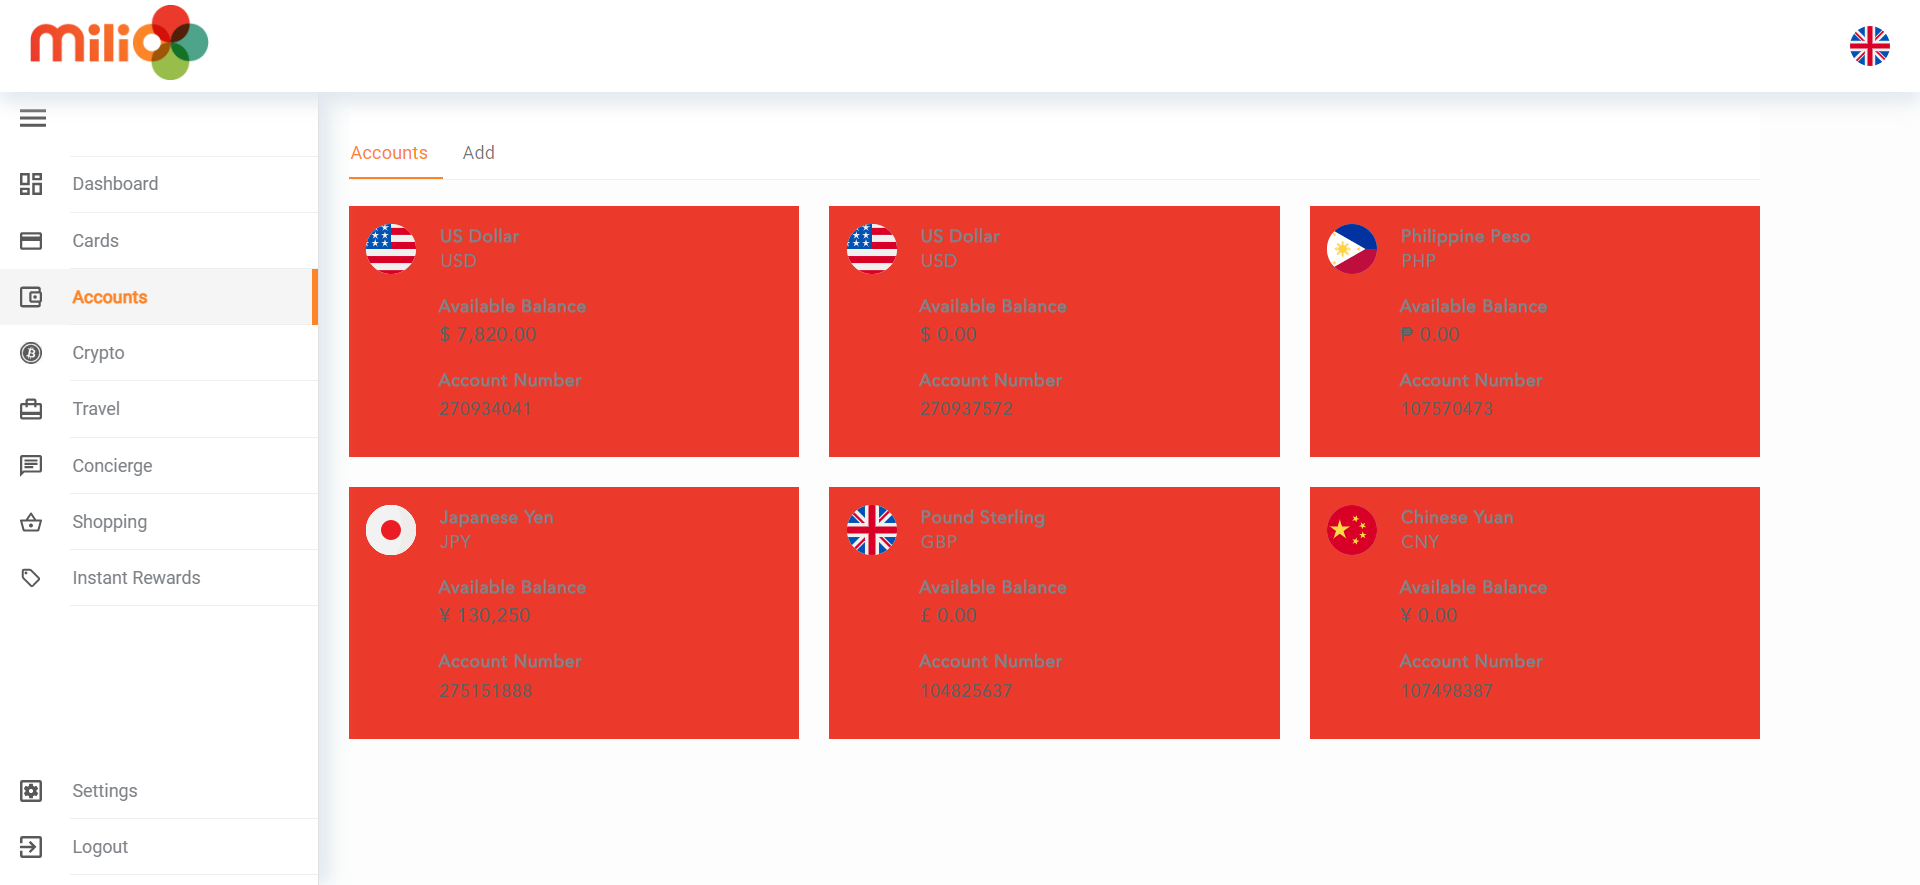 milio
Dashboard
Cards
Accounts
Crypto
Travel
Concierge
Shopping
Instant Rewards
Settings
Logout
Accounts
Add
US Dollar
USD
Available Balance
$ 7,820.00
Account Number
270934041
US Dollar
USD
Available Balance
$ 0.00
Account Number
270937572
Philippine Peso
PHP
Available Balance
₱ 0.00
Account Number
107570473
Japanese Yen
JPY
Available Balance
¥ 130,250
Account Number
275151888
Pound Sterling
GBP
Available Balance
£ 0.00
Account Number
104825637
Chinese Yuan
CNY
Available Balance
¥ 0.00
Account Number
107498387